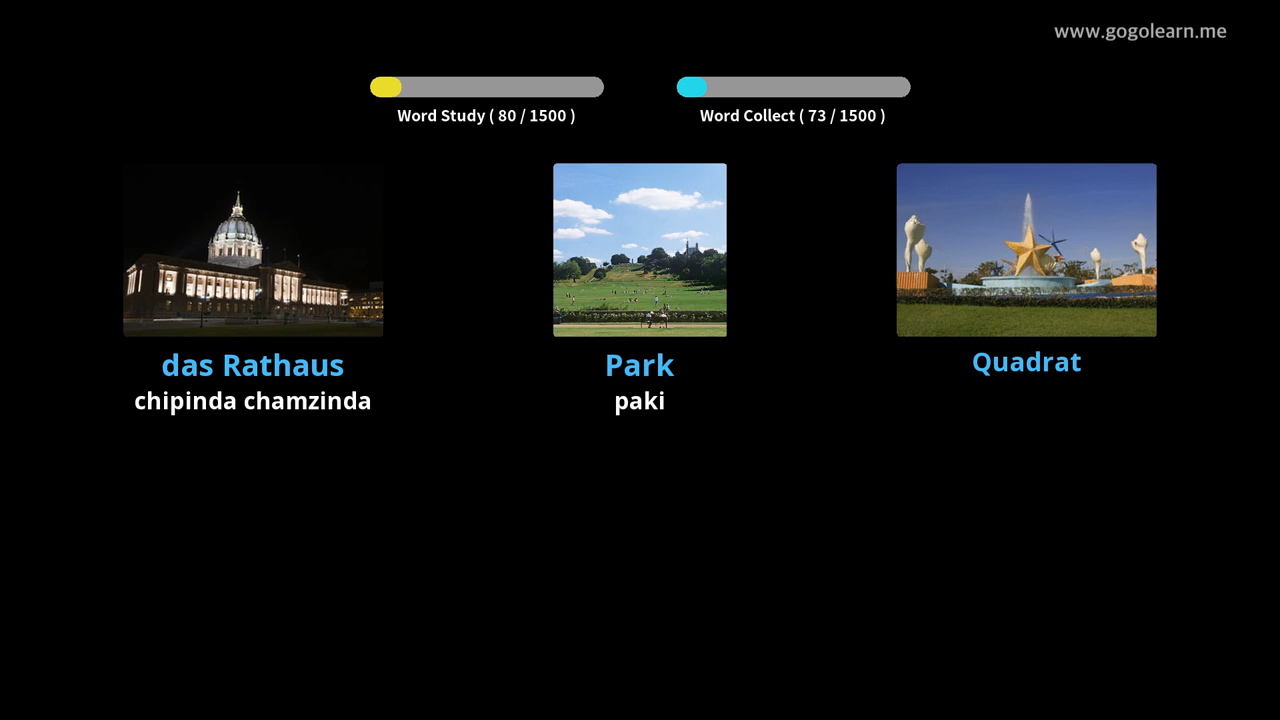 www.gogolearn.me
Word Study ( 80 / 1500 )
Word Collect ( 73 / 1500 )
das Rathaus
chipinda chamzinda
Park
paki
Quadrat